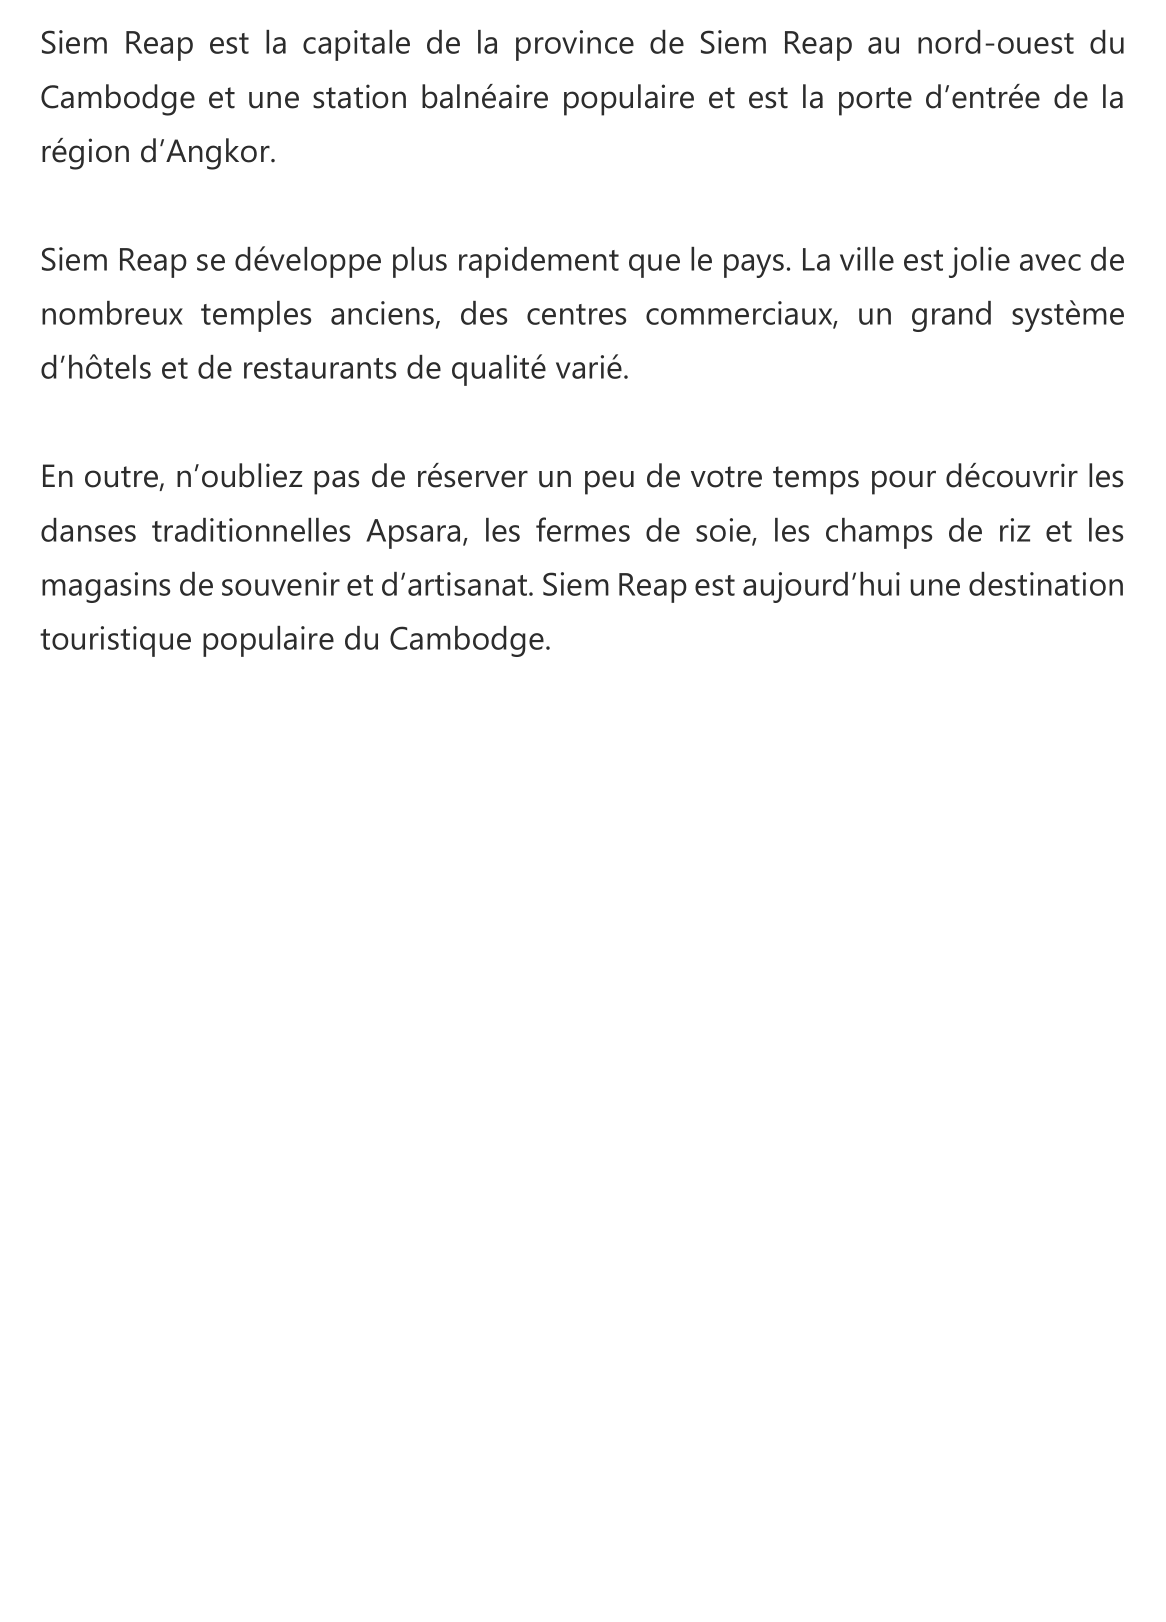 Siem Reap est la capitale de la province de Siem Reap au nord-ouest du
Cambodge et une station balnéaire populaire et est la porte d’entrée de la
région d’Angkor.
Siem Reap se développe plus rapidement que le pays. La ville est jolie avec de
nombreux temples anciens, des centres commerciaux, un grand système
d’hôtels et de restaurants de qualité varié.
En outre, n’oubliez pas de réserver un peu de votre temps pour découvrir les
danses traditionnelles Apsara, les fermes de soie, les champs de riz et les
magasins de souvenir et d’artisanat. Siem Reap est aujourd’hui une destination
touristique populaire du Cambodge.